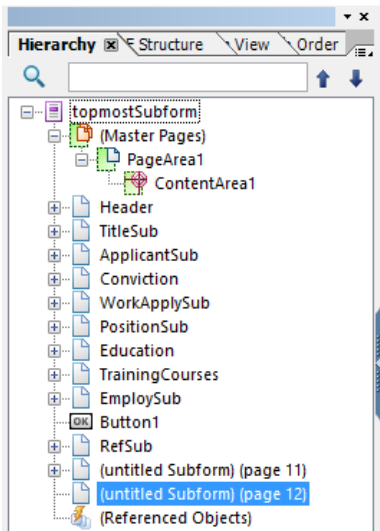 Hierarchy Structure View Order
topmostSubform
(Master Pages)
PageArea1
ContentArea1
Header
TitleSub
ApplicantSub
Conviction
WorkApplySub
PositionSub
Education
TrainingCourses
EmploySub
OK Button1
RefSub
(untitled Subform) (page 11)
(untitled Subform) (page 12)
(Referenced Objects)